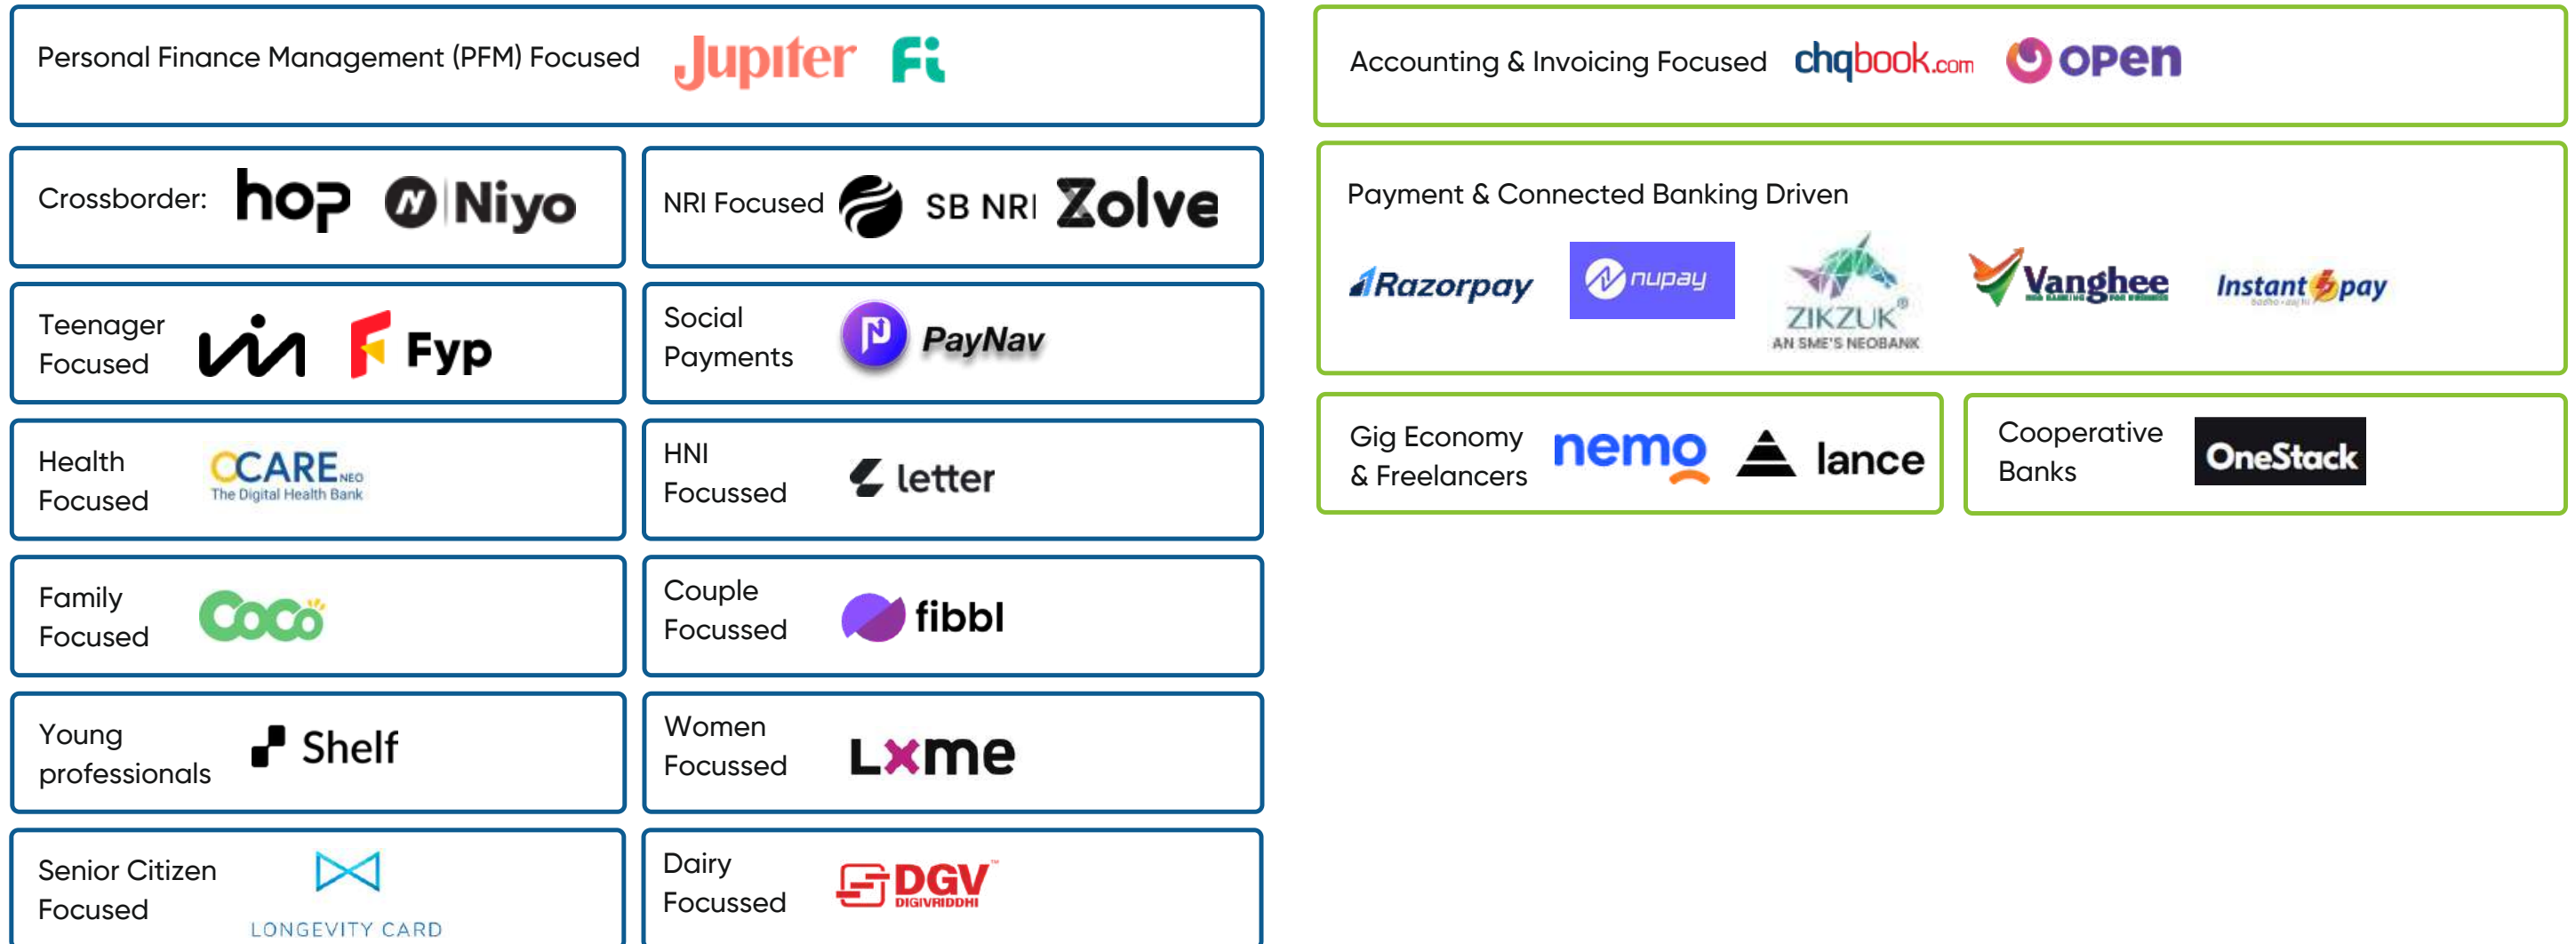 Personal Finance Management (PFM) Focused Jupiter Fi
Crossborder: hop Niyo
NRI Focused SB NRI Zolve
Teenager
Focused
Fyp
Social
Payments
PayNav
Health
Focused
CARE NEO
The Digital Health Bank
HNI
Focussed
letter
Family
Focused
Coco
Couple
Focussed
fibbl
Young
professionals
Shelf
Women
Focussed
Lxme
Senior Citizen
Focused
LONGEVITY CARD
Dairy
Focussed
DGV™
DIGIVRIDDHI
Accounting & Invoicing Focused chqbook.com OPEN
Payment & Connected Banking Driven
Razorpay
nupay
ZIKZUK®
AN SME'S NEOBANK
Vanghee
Instant pay
Gig Economy
& Freelancers
nemo lance
Cooperative
Banks
OneStack